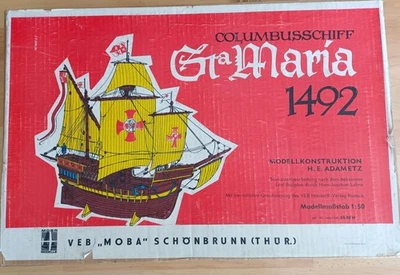 COLUMBUSSCHIFF
Sta Maria
1492
MODELLKONSTRUKTION
H. E. ADAMETZ
Modellmaßstab 1:50
VEB „MOBA" SCHÖNBRUNN (THÜR.)